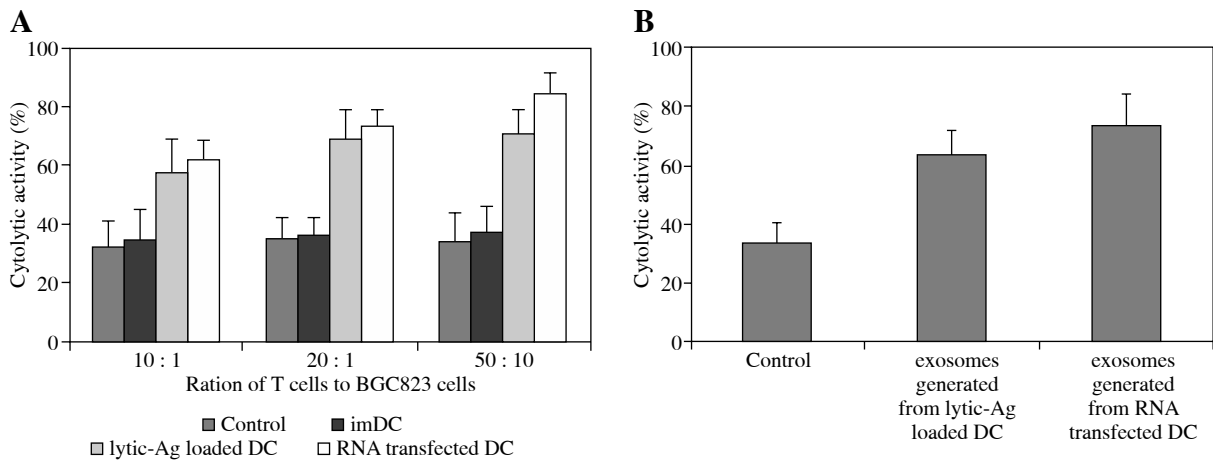 A
Cytolytic activity (%)
100
80
60
40
20
0
10 : 1
20 : 1
50 : 10
Ration of T cells to BGC823 cells
Control
imDC
lytic-Ag loaded DC
RNA transfected DC
B
Cytolytic activity (%)
100
80
60
40
20
0
Control
exosomes
generated
from lytic-Ag
loaded DC
exosomes
generated
from RNA
transfected DC